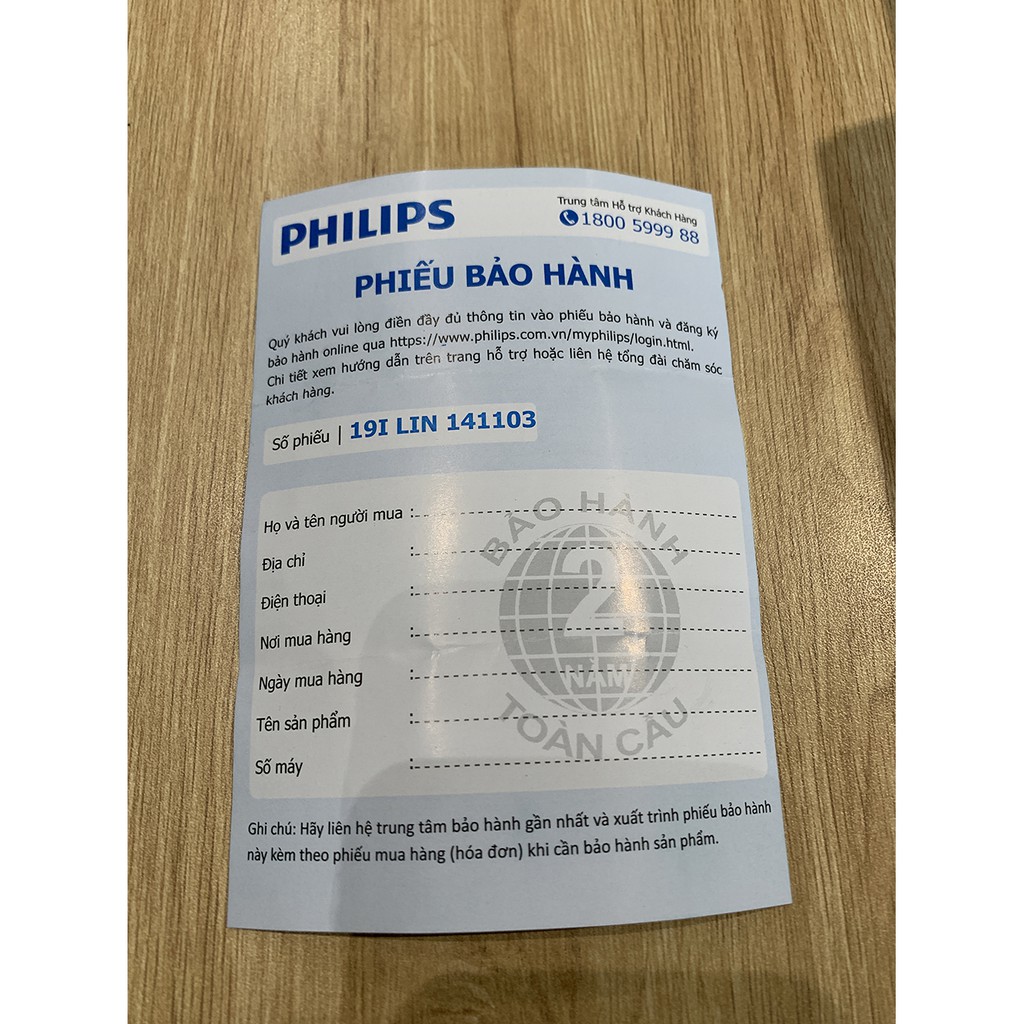 PHILIPS
Trung tâm Hỗ trợ Khách Hàng
1800 5999 88
PHIẾU BẢO HÀNH
Quý khách vui lòng điền đầy đủ thông tin vào phiếu bảo hành và đăng ký
bảo hành online qua https://www.philips.com.vn/myphilips/login.html.
Chi tiết xem hướng dẫn trên trang hỗ trợ hoặc liên hệ tổng đài chăm sóc
khách hàng.
Số phiếu | 19I LIN 141103
Họ và tên người mua :
Địa chỉ :
Điện thoại :
Nơi mua hàng :
Ngày mua hàng :
Tên sản phẩm :
Số máy :
BẢO HÀNH
2
NĂM
TOÀN CẦU
Ghi chú: Hãy liên hệ trung tâm bảo hành gần nhất và xuất trình phiếu bảo hành
này kèm theo phiếu mua hàng (hóa đơn) khi cần bảo hành sản phẩm.